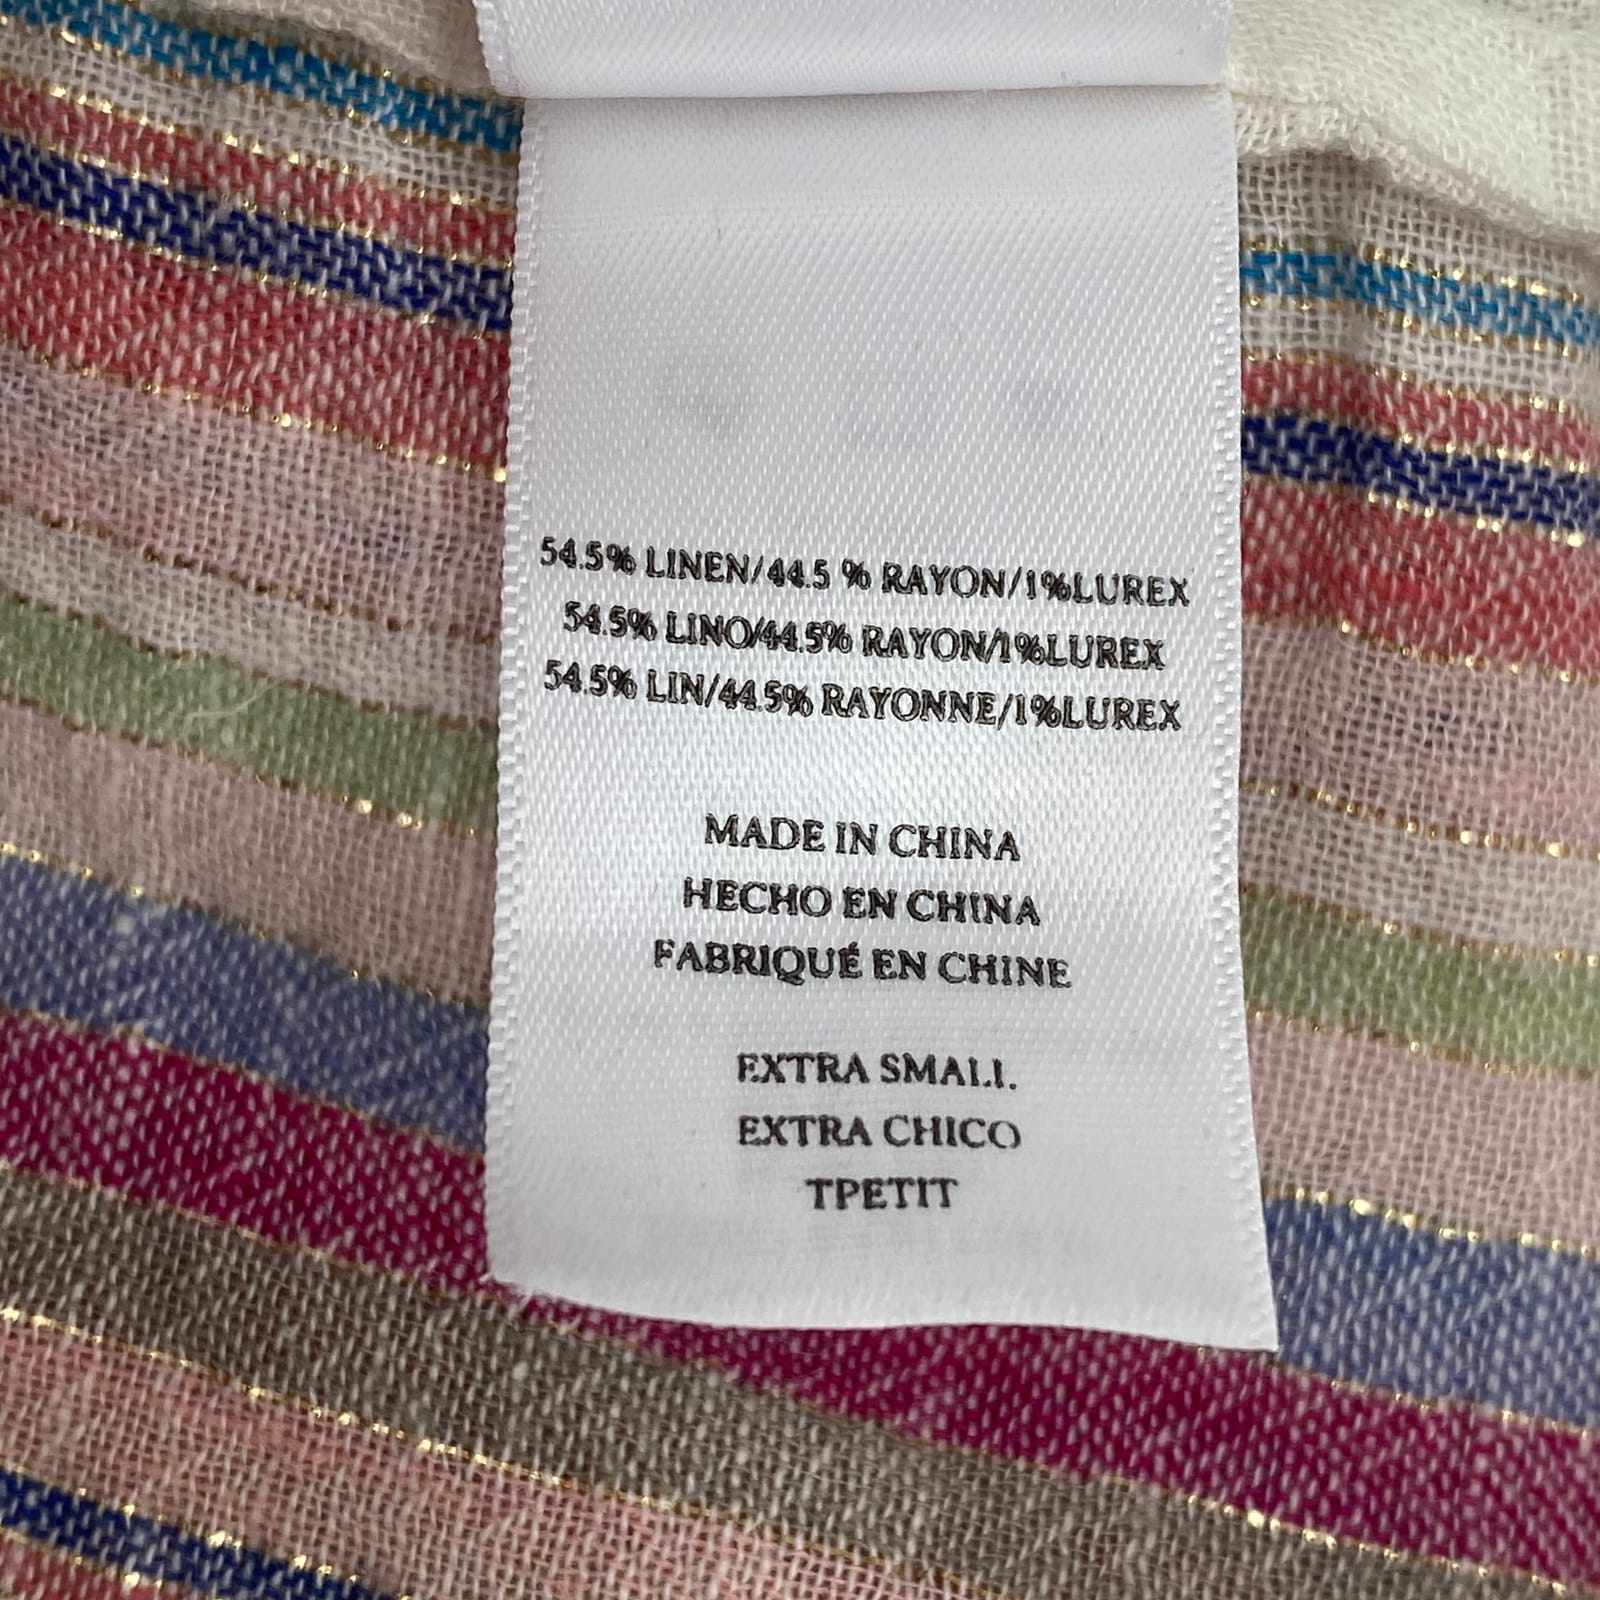 54.5% LINEN/44.5 % RAYON/1%LUREX
54.5% LINO/44.5% RAYON/1%LUREX
54.5% LIN/44.5% RAYONNE/1%LUREX
MADE IN CHINA
HECHO EN CHINA
FABRIQUÉ EN CHINE
EXTRA SMALL
EXTRA CHICO
TPETIT